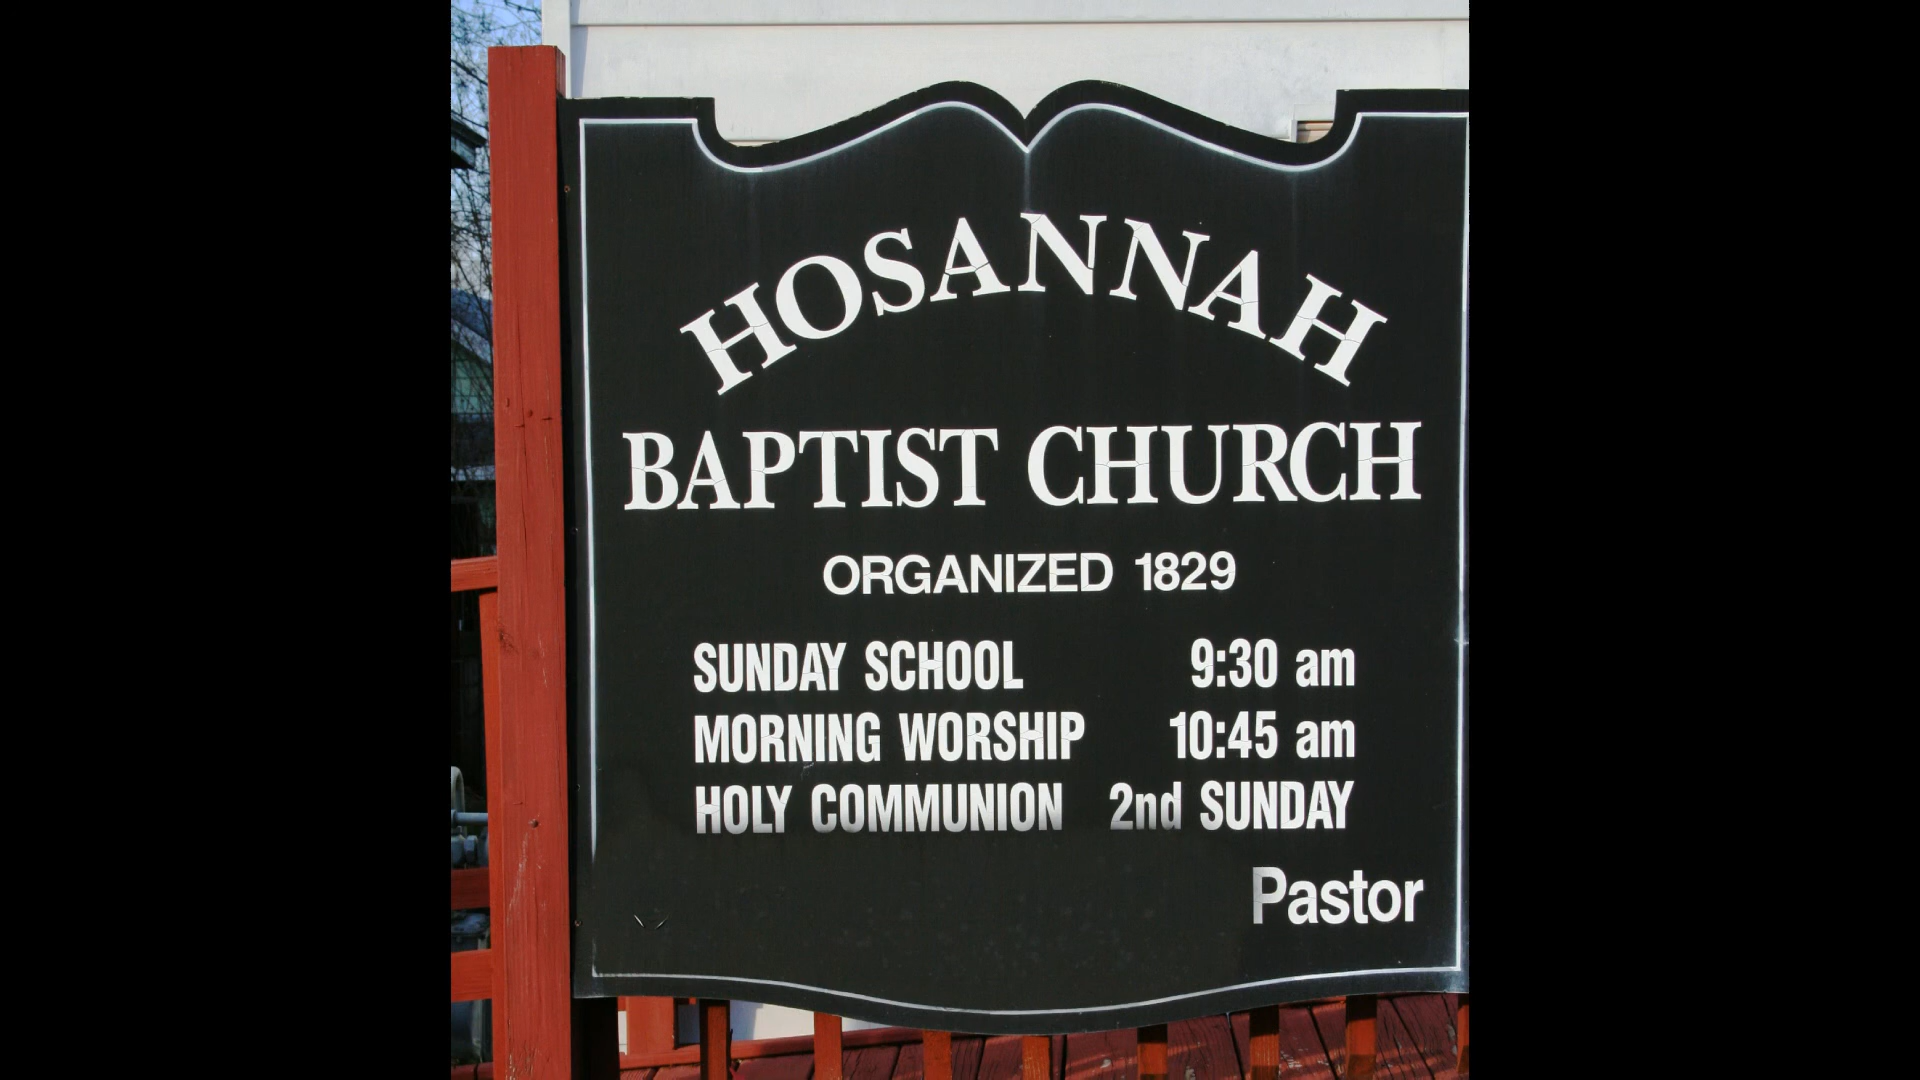 HOSANNAH
BAPTIST CHURCH
ORGANIZED 1829
SUNDAY SCHOOL 9:30 am
MORNING WORSHIP 10:45 am
HOLY COMMUNION 2nd SUNDAY
Pastor